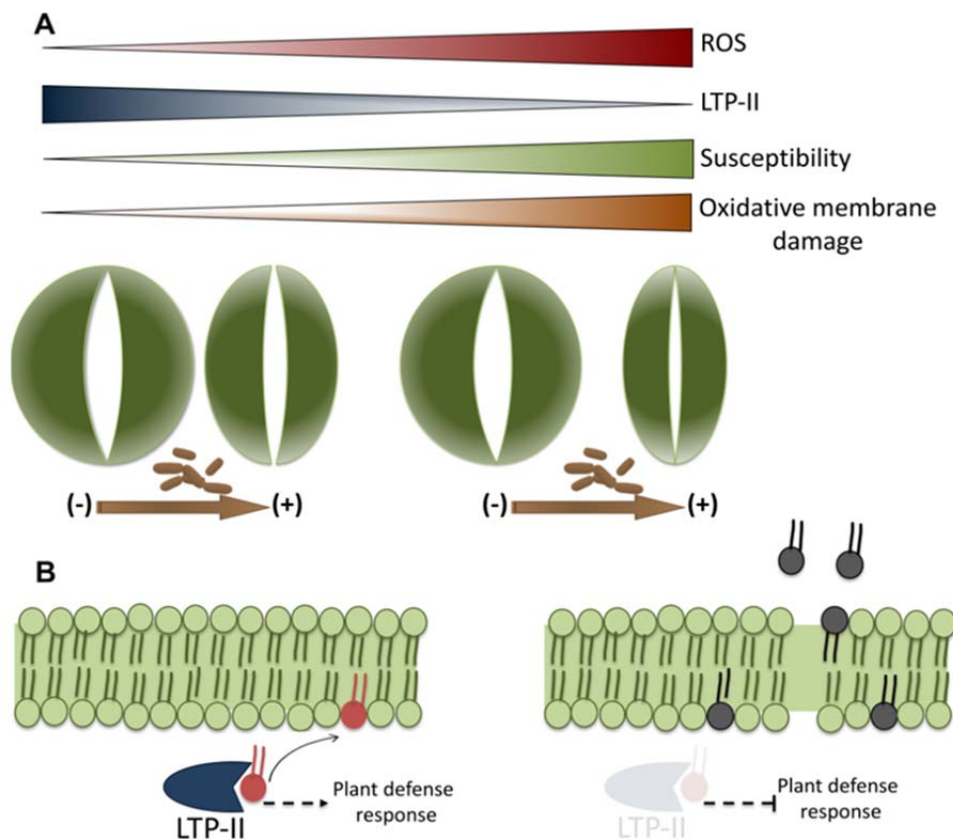 A
ROS
LTP-II
Susceptibility
Oxidative membrane
damage
(-) (+) (-) (+)
B
Plant defense
response
LTP-II
Plant defense
response
LTP-II